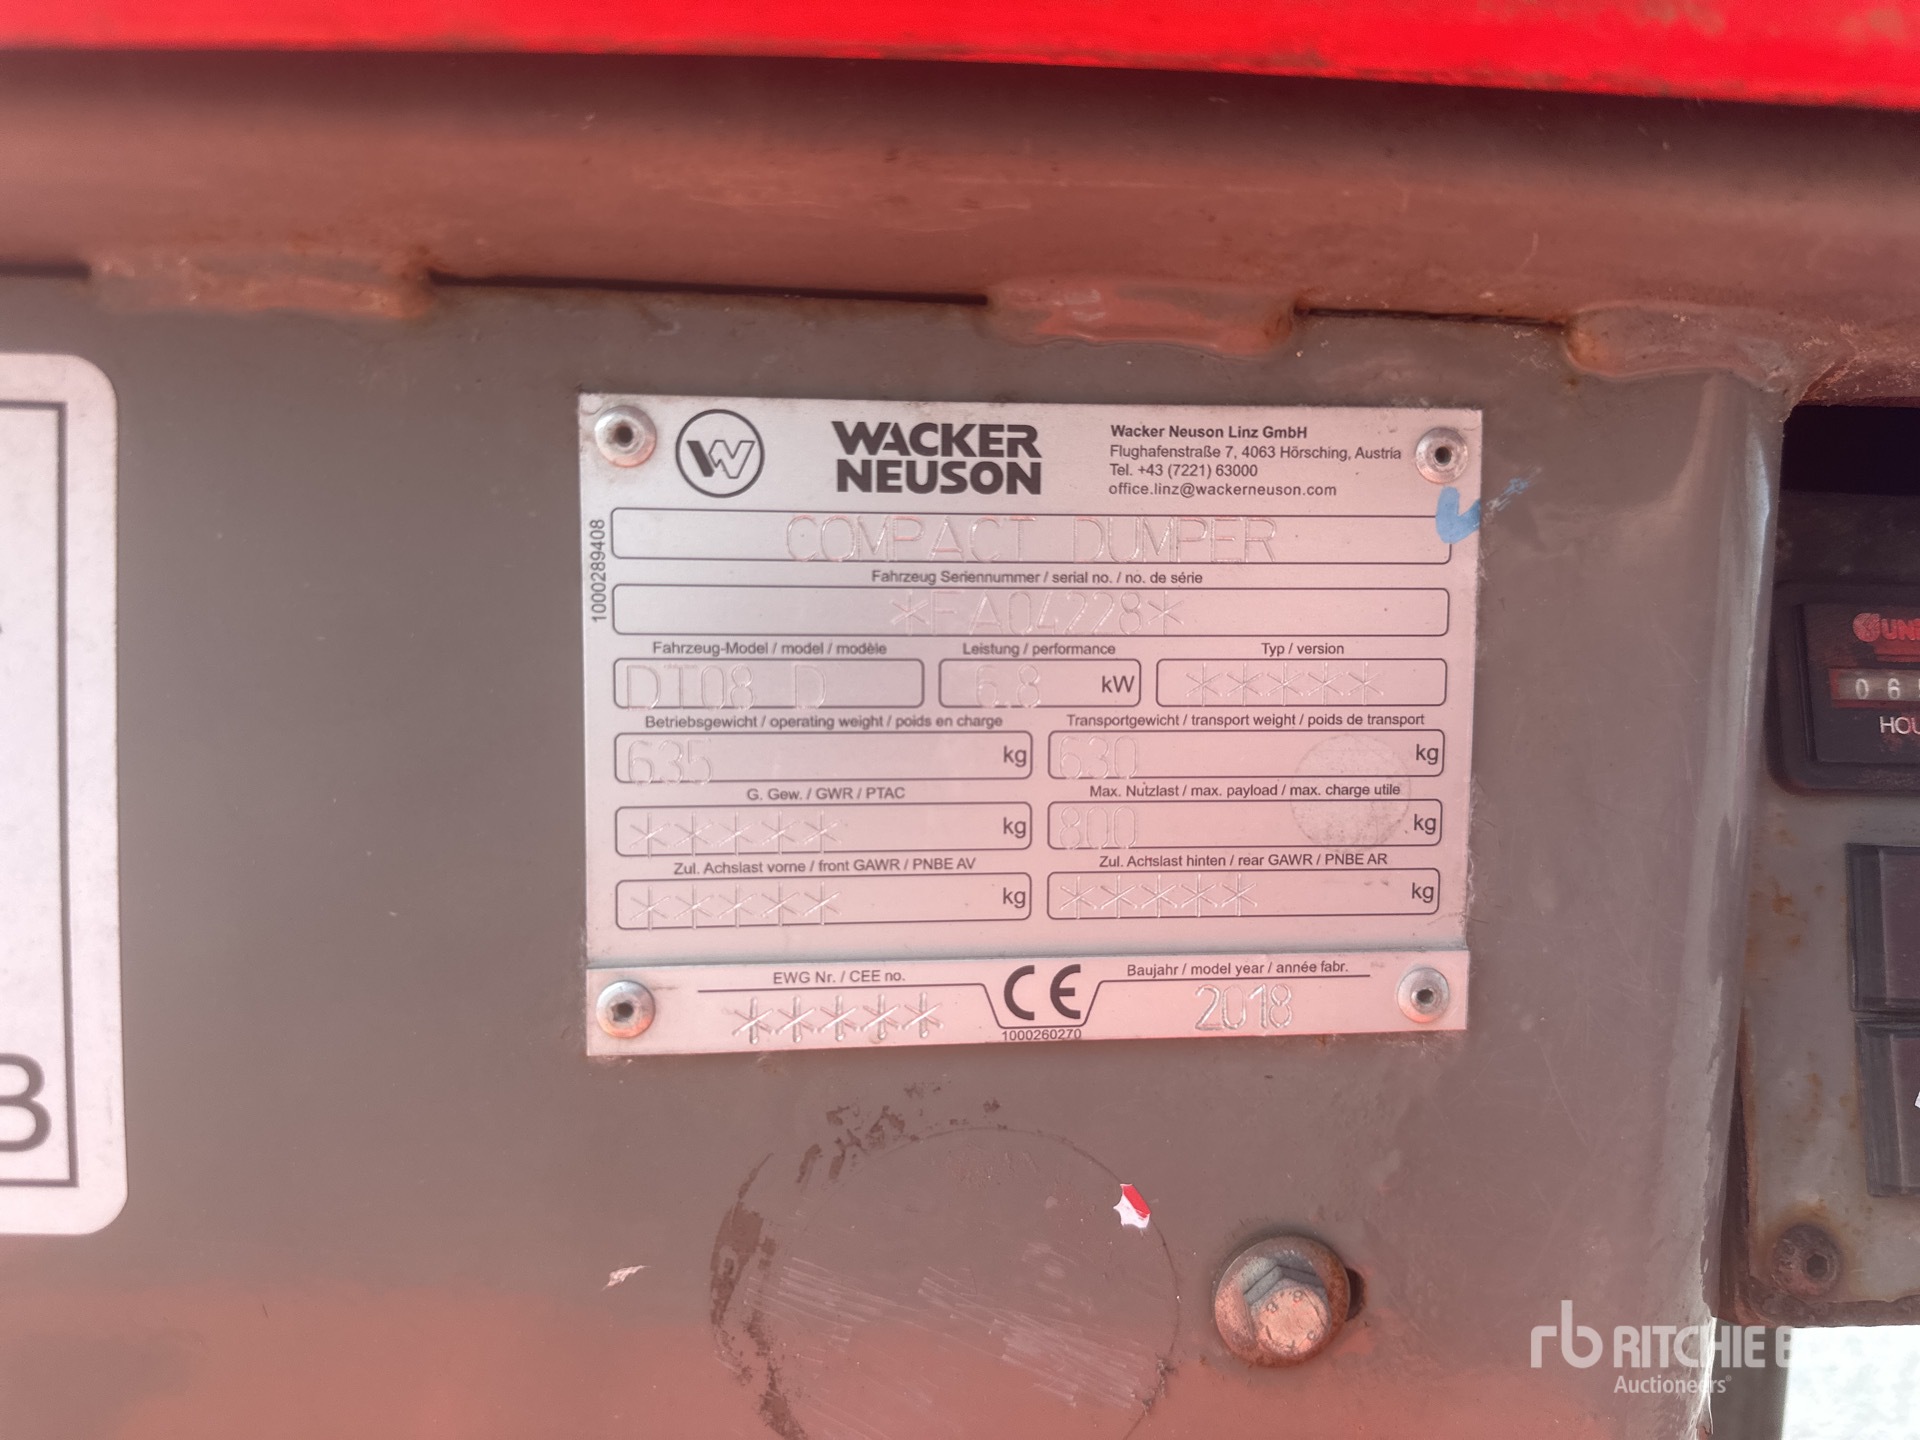 WACKER
NEUSON
Wacker Neuson Linz GmbH
Flughafenstraße 7, 4063 Hörsching, Austria
Tel. +43 (7221) 63000
office.linz@wackerneuson.com
1000289408
COMPACT DUMPER
Fahrzeug Seriennummer / serial no. / no. de série
*FA04228*
Fahrzeug-Model / model / modèle
DT08 D
Leistung / performance
6.8 kW
Typ / version
*****
Betriebsgewicht / operating weight / poids en charge
635 kg
Transportgewicht / transport weight / poids de transport
630 kg
G. Gew. / GWR / PTAC
***** kg
Max. Nutzlast / max. payload / max. charge utile
800 kg
Zul. Achslast vorne / front GAWR / PNBE AV
***** kg
Zul. Achslast hinten / rear GAWR / PNBE AR
***** kg
EWG Nr. / CEE no.
*****
CE
1000260270
Baujahr / model year / année fabr.
2018
B
UN
0 6
HOU
8.8
rb RITCHIE B
Auctioneers